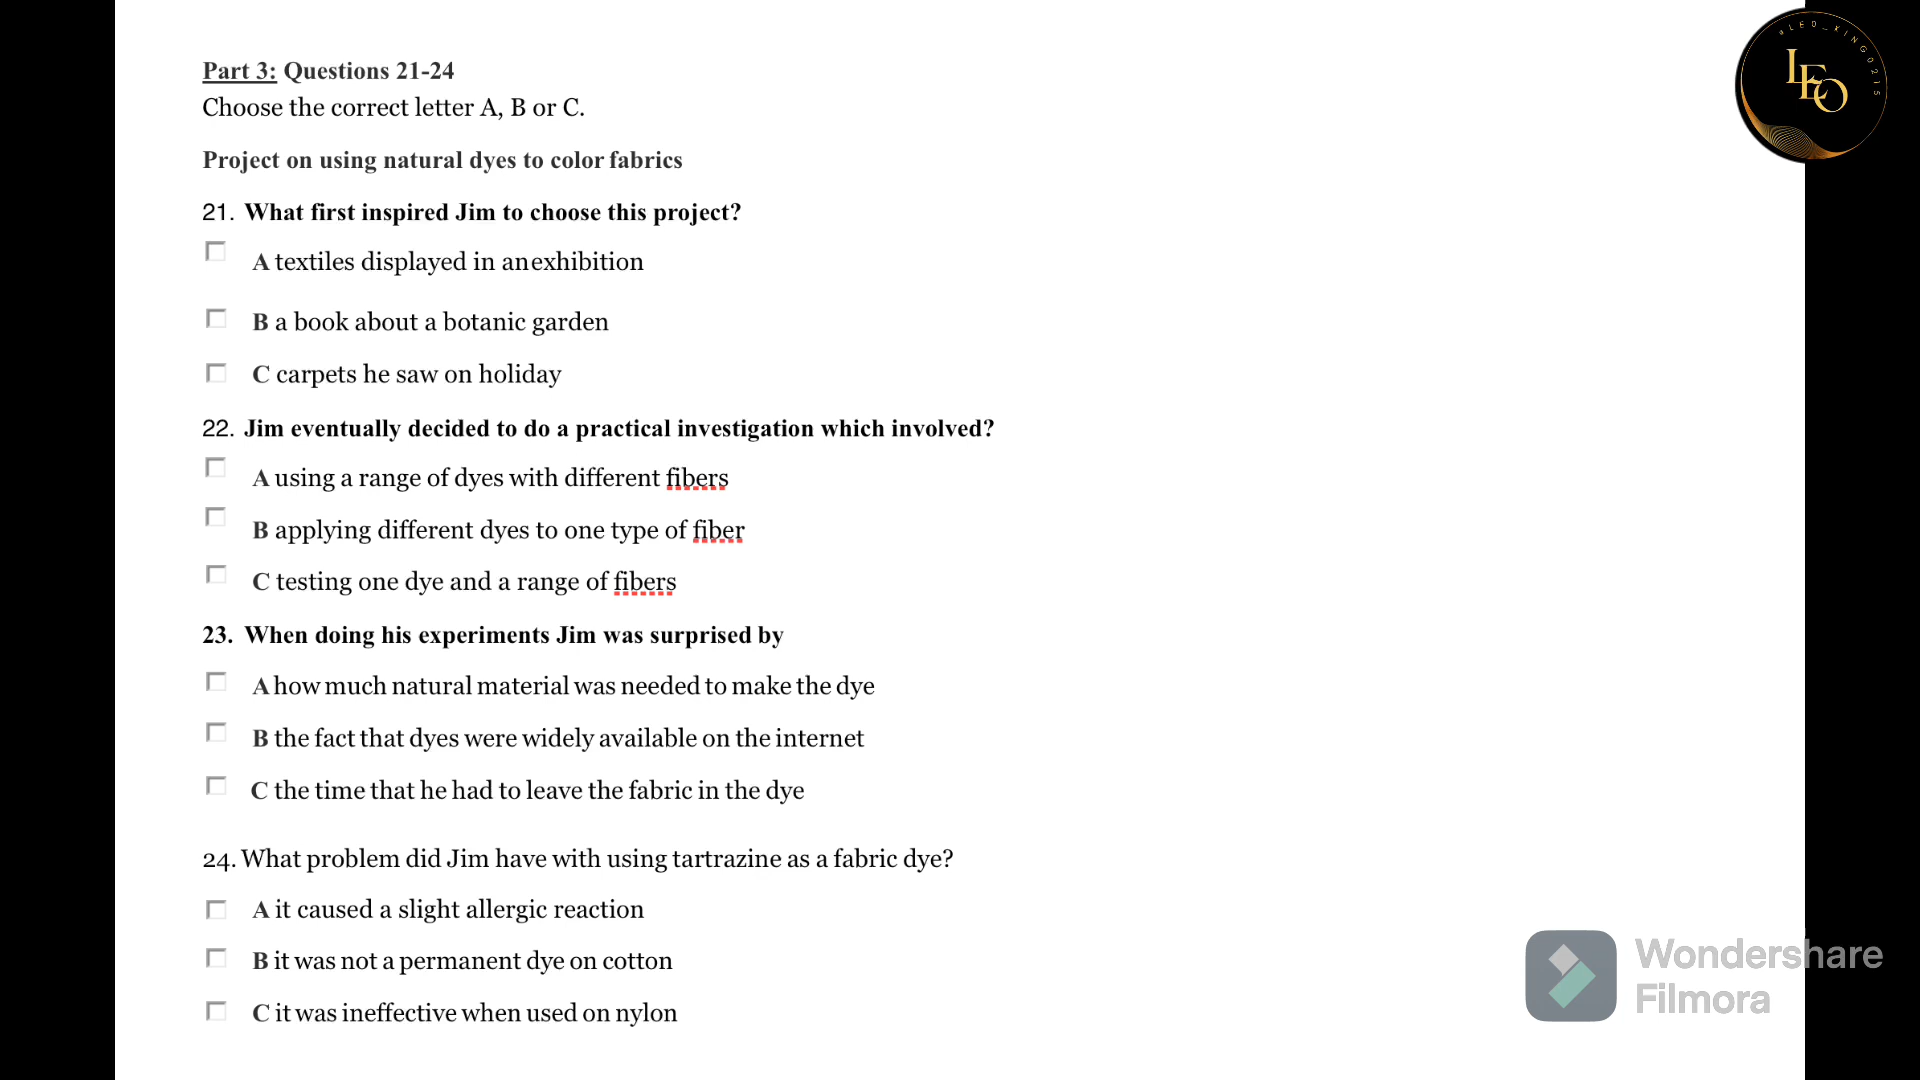 @LEO_KING0215
LEO
Part 3: Questions 21-24
Choose the correct letter A, B or C.
Project on using natural dyes to color fabrics
21. What first inspired Jim to choose this project?
A textiles displayed in an exhibition
B a book about a botanic garden
C carpets he saw on holiday
22. Jim eventually decided to do a practical investigation which involved?
A using a range of dyes with different fibers
B applying different dyes to one type of fiber
C testing one dye and a range of fibers
23. When doing his experiments Jim was surprised by
A how much natural material was needed to make the dye
B the fact that dyes were widely available on the internet
C the time that he had to leave the fabric in the dye
24. What problem did Jim have with using tartrazine as a fabric dye?
A it caused a slight allergic reaction
B it was not a permanent dye on cotton
C it was ineffective when used on nylon
Wondershare
Filmora